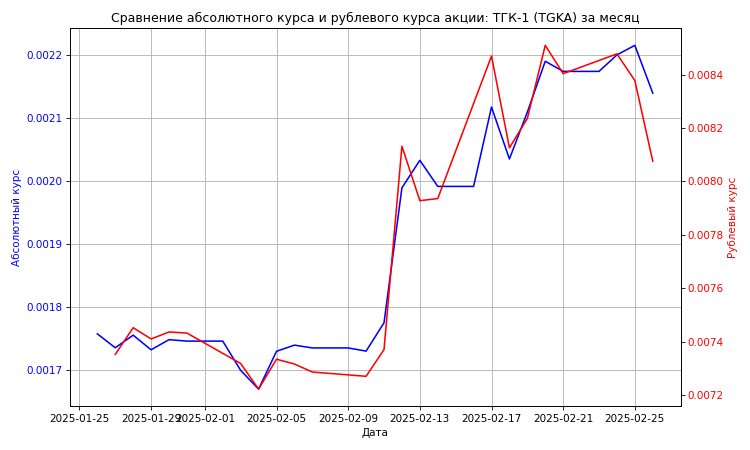 Сравнение абсолютного курса и рублевого курса акции: ТГК-1 (TGKA) за месяц
0.0022
0.0021
0.0020
0.0019
0.0018
0.0017
Абсолютный курс
0.0084
0.0082
0.0080
0.0078
0.0076
0.0074
0.0072
Рублевый курс
2025-01-25 2025-01-29 2025-02-01 2025-02-05 2025-02-09 2025-02-13 2025-02-17 2025-02-21 2025-02-25
Дата